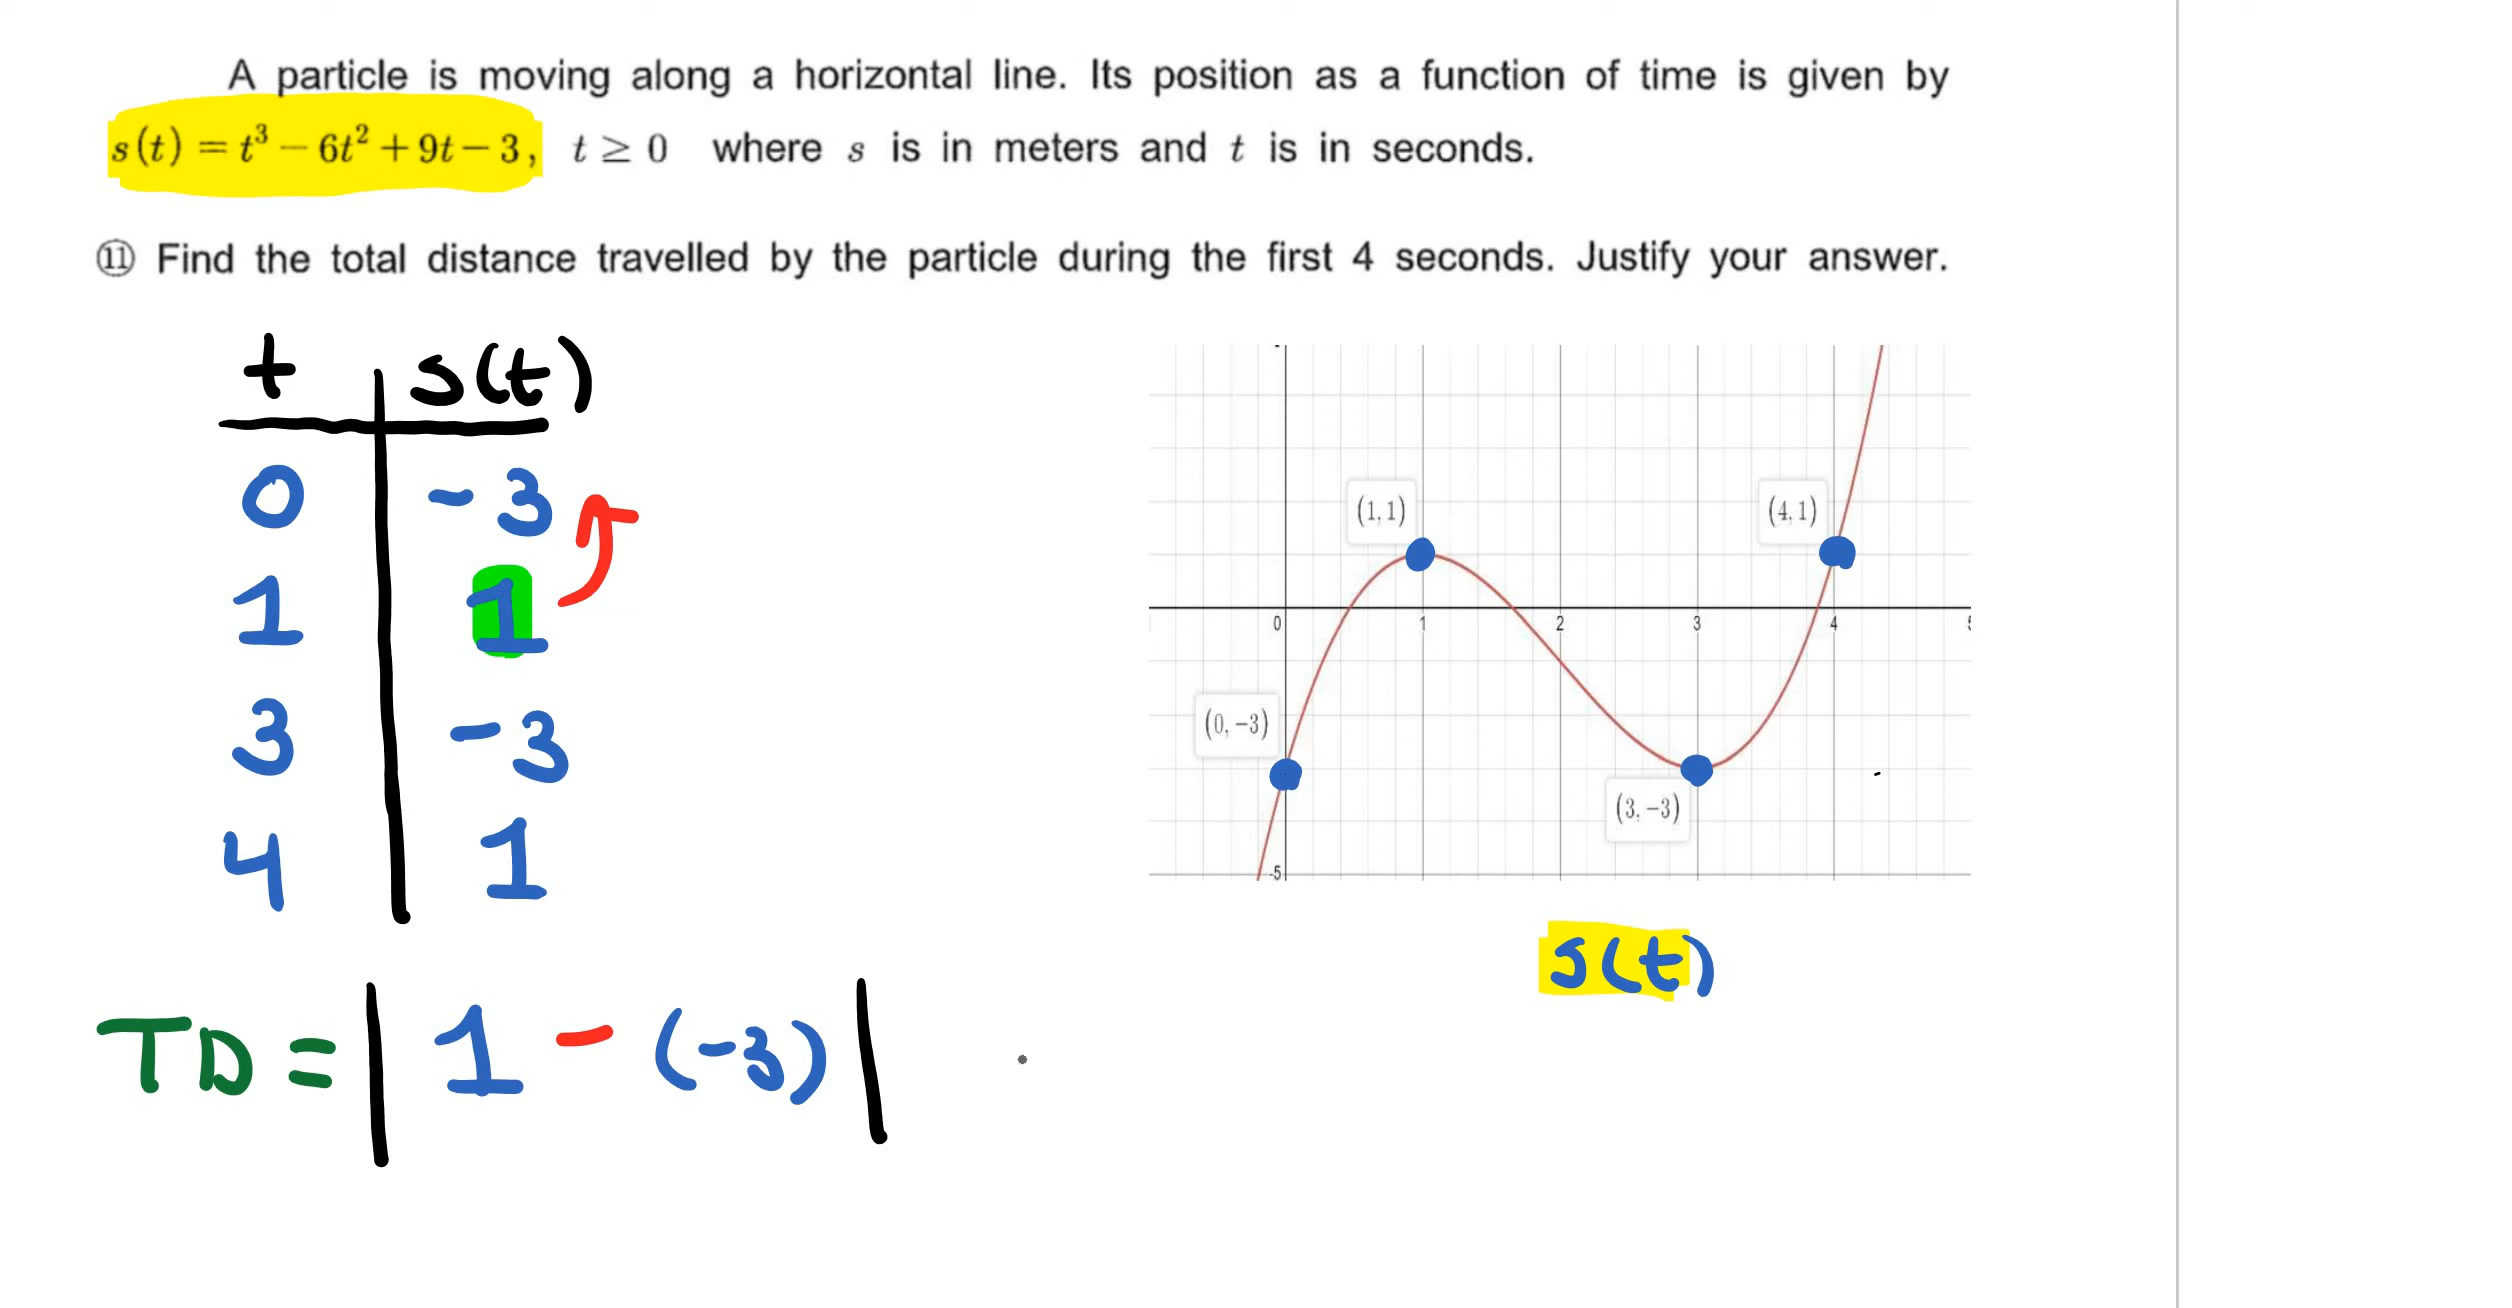 A particle is moving along a horizontal line. Its position as a function of time is given by
s(t) = t³ − 6t² + 9t − 3, t ≥ 0 where s is in meters and t is in seconds.
⑪ Find the total distance travelled by the particle during the first 4 seconds. Justify your answer.
t s(t)
0 -3
1 1
3 -3
4 1
(1, 1) (4, 1)
0 1 2 3 4
(0, −3)
(3, −3)
-5
s(t)
TD = | 1 - (-3) |